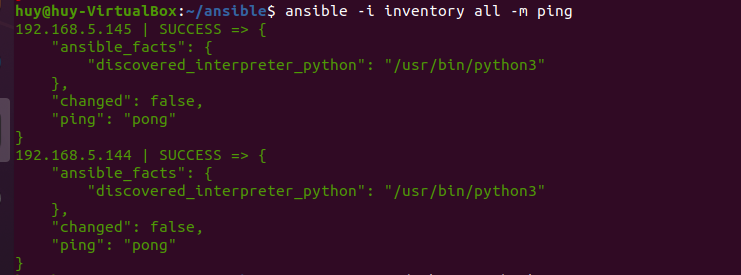 huy@huy-VirtualBox:~/ansible$ ansible -i inventory all -m ping
192.168.5.145 | SUCCESS => {
    "ansible_facts": {
        "discovered_interpreter_python": "/usr/bin/python3"
    },
    "changed": false,
    "ping": "pong"
}
192.168.5.144 | SUCCESS => {
    "ansible_facts": {
        "discovered_interpreter_python": "/usr/bin/python3"
    },
    "changed": false,
    "ping": "pong"
}